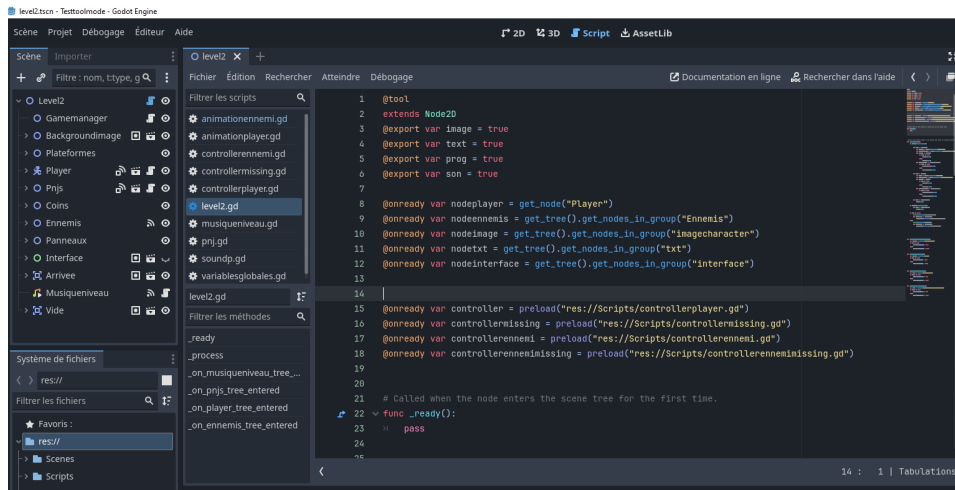 level2.tscn - Testtoolmode - Godot Engine
Scène Projet Débogage Éditeur Aide
2D 3D Script AssetLib
Scène Importer
Filtre : nom, t:type, g
Level2
Gamemanager
Backgroundimage
Plateformes
Player
Pnjs
Coins
Ennemis
Panneaux
Interface
Arrivee
Musiqueniveau
Vide
Système de fichiers
res://
Filtrer les fichiers
Favoris :
res://
Scenes
Scripts
level2
Fichier Édition Rechercher Atteindre Débogage
Documentation en ligne Rechercher dans l'aide
Filtrer les scripts
animationennemi.gd
animationplayer.gd
controllerennemi.gd
controllermissing.gd
controllerplayer.gd
level2.gd
musiqueniveau.gd
pnj.gd
soundp.gd
variablesglobales.gd
level2.gd
Filtrer les méthodes
_ready
_process
_on_musiqueniveau_tree_...
_on_pnjs_tree_entered
_on_player_tree_entered
_on_ennemis_tree_entered
1 @tool
2 extends Node2D
3 @export var image = true
4 @export var text = true
5 @export var prog = true
6 @export var son = true
7
8 @onready var nodeplayer = get_node("Player")
9 @onready var nodeennemis = get_tree().get_nodes_in_group("Ennemis")
10 @onready var nodeimage = get_tree().get_nodes_in_group("imagecharacter")
11 @onready var nodetxt = get_tree().get_nodes_in_group("txt")
12 @onready var nodeinterface = get_tree().get_nodes_in_group("interface")
13
14
15 @onready var controller = preload("res://Scripts/controllerplayer.gd")
16 @onready var controllermissing = preload("res://Scripts/controllermissing.gd")
17 @onready var controllerennemi = preload("res://Scripts/controllerennemi.gd")
18 @onready var controllerennemimissing = preload("res://Scripts/controllerennemimissing.gd")
19
20
21 # Called when the node enters the scene tree for the first time.
22 func _ready():
23 pass
24
25
14 : 1 | Tabulations